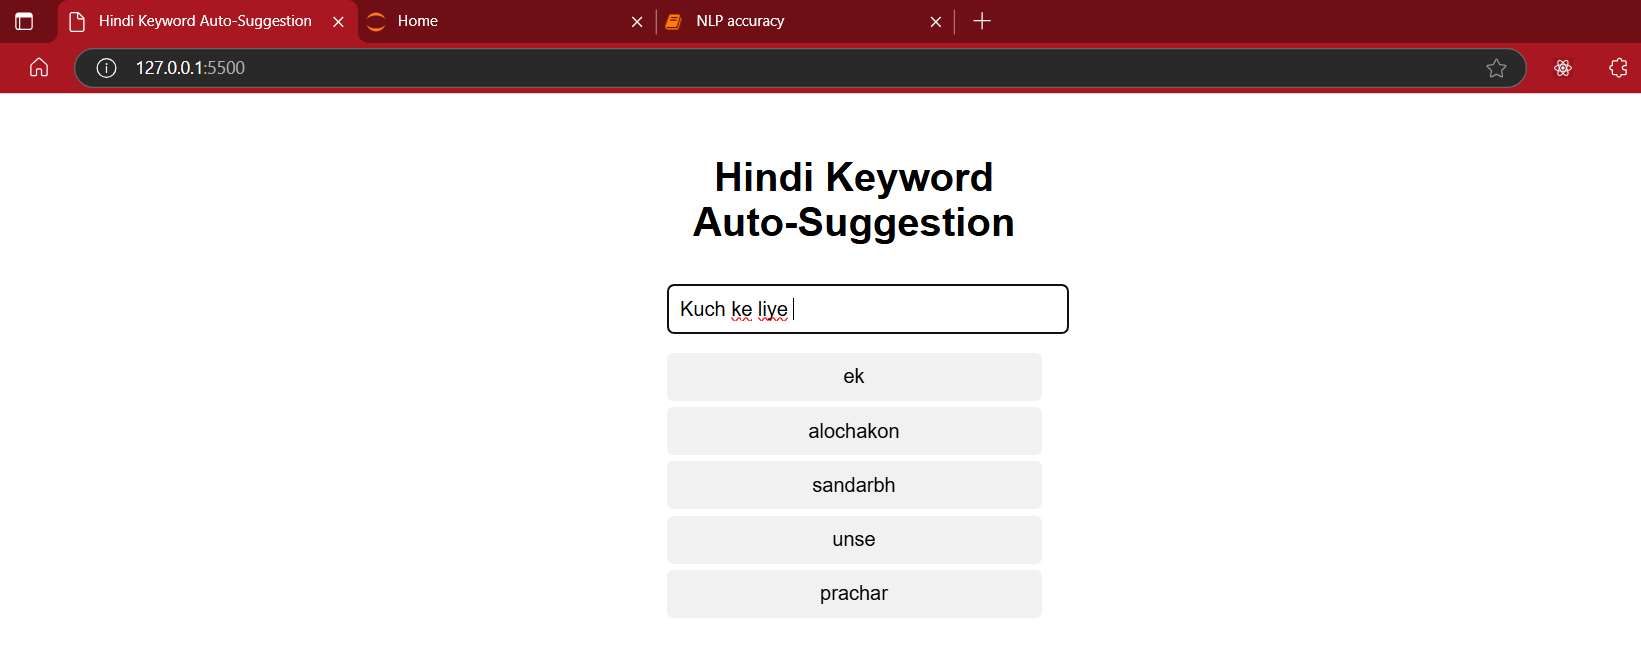 Hindi Keyword Auto-Suggestion
Home
NLP accuracy
127.0.0.1:5500
Hindi Keyword
Auto-Suggestion
Kuch ke liye
ek
alochakon
sandarbh
unse
prachar